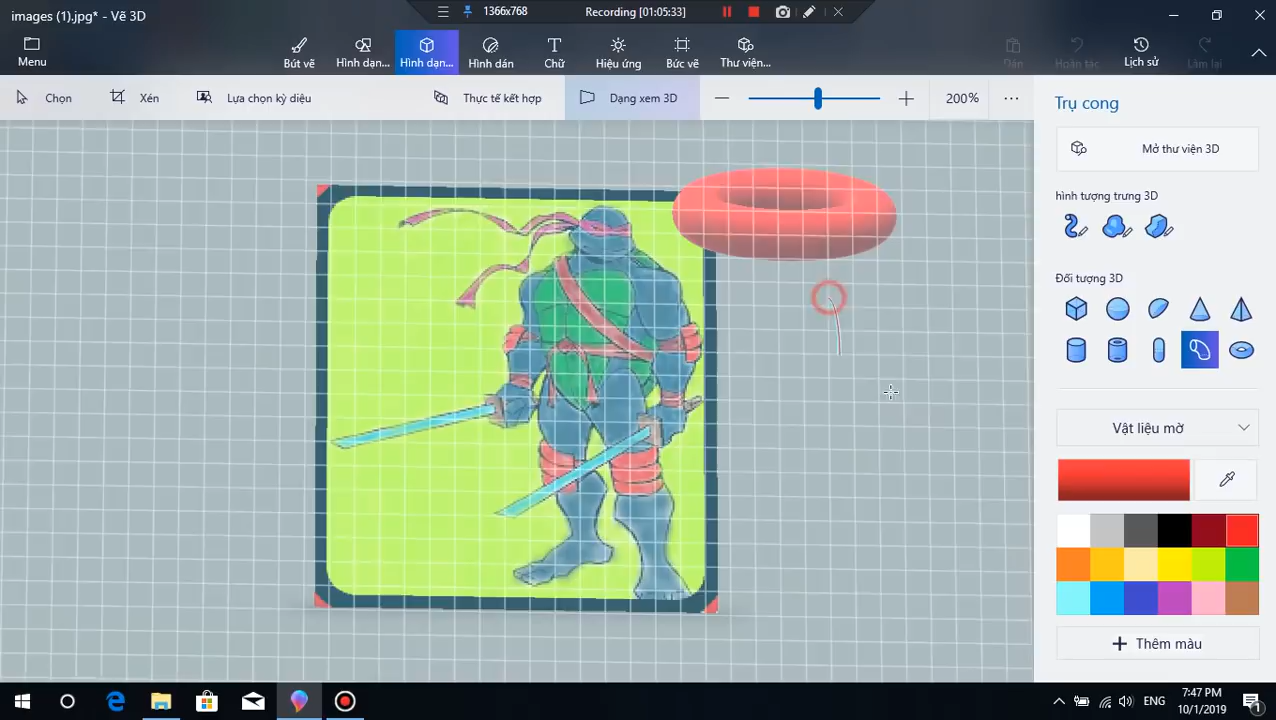 1366x768 Recording [01:05:33]
images (1).jpg* - Vẽ 3D
Menu Bút vẽ Hình dạn... Hình dạn... Hình dán Chữ Hiệu ứng Bức vẽ Thư viện... Dán Hoàn tác Lịch sử Làm lại
Chọn Xén Lựa chọn kỳ diệu Thực tế kết hợp Dạng xem 3D 200%
Trụ cong
Mở thư viện 3D
hình tượng trưng 3D
Đối tượng 3D
Vật liệu mờ
Thêm màu
ENG 7:47 PM
10/1/2019
1